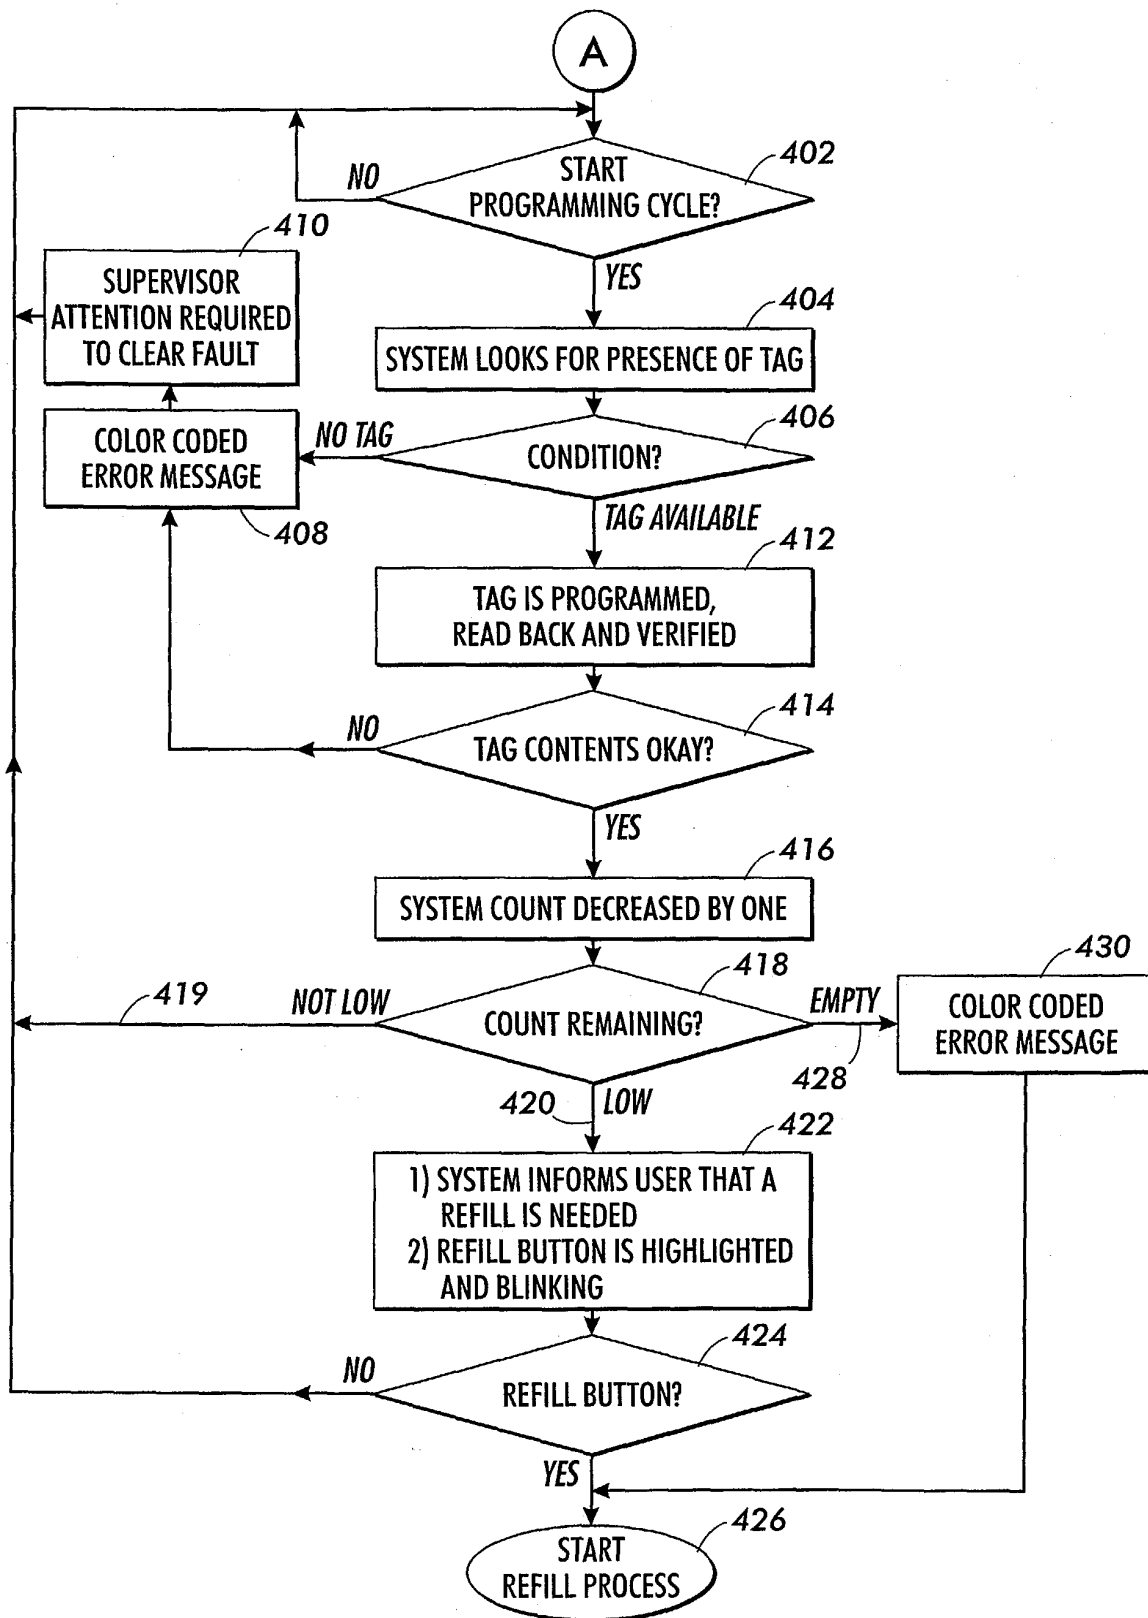 A
START
PROGRAMMING CYCLE?
402
NO
YES
410
SUPERVISOR
ATTENTION REQUIRED
TO CLEAR FAULT
404
SYSTEM LOOKS FOR PRESENCE OF TAG
406
CONDITION?
NO TAG
COLOR CODED
ERROR MESSAGE
408
TAG AVAILABLE
412
TAG IS PROGRAMMED,
READ BACK AND VERIFIED
414
TAG CONTENTS OKAY?
NO
YES
416
SYSTEM COUNT DECREASED BY ONE
418
COUNT REMAINING?
419
NOT LOW
EMPTY
428
430
COLOR CODED
ERROR MESSAGE
420
LOW
422
1) SYSTEM INFORMS USER THAT A
REFILL IS NEEDED
2) REFILL BUTTON IS HIGHLIGHTED
AND BLINKING
424
REFILL BUTTON?
NO
YES
426
START
REFILL PROCESS